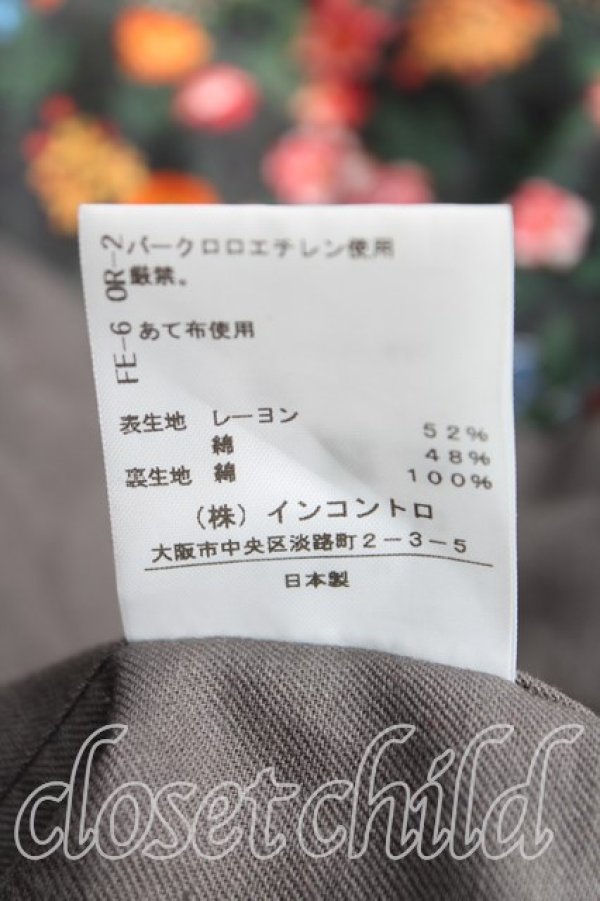 パークロロエチレン使用
厳禁。
あて布使用
FE-6 OR-2
表生地 レーヨン 52%
綿 48%
裏生地 綿 100%
(株)インコントロ
大阪市中央区淡路町2-3-5
日本製
closetchild